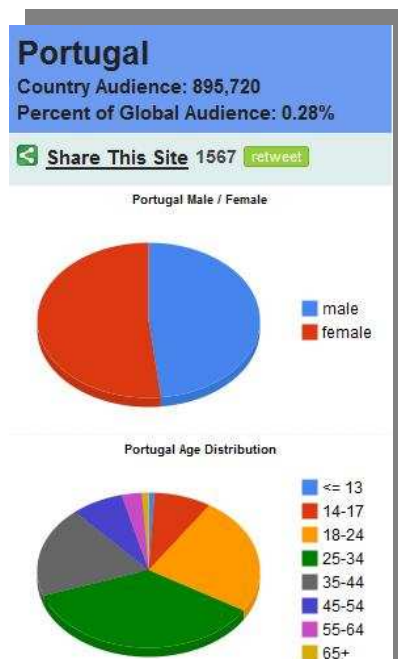 Portugal
Country Audience: 895,720
Percent of Global Audience: 0.28%
Share This Site 1567 retweet
Portugal Male / Female
male
female
Portugal Age Distribution
<= 13
14-17
18-24
25-34
35-44
45-54
55-64
65+